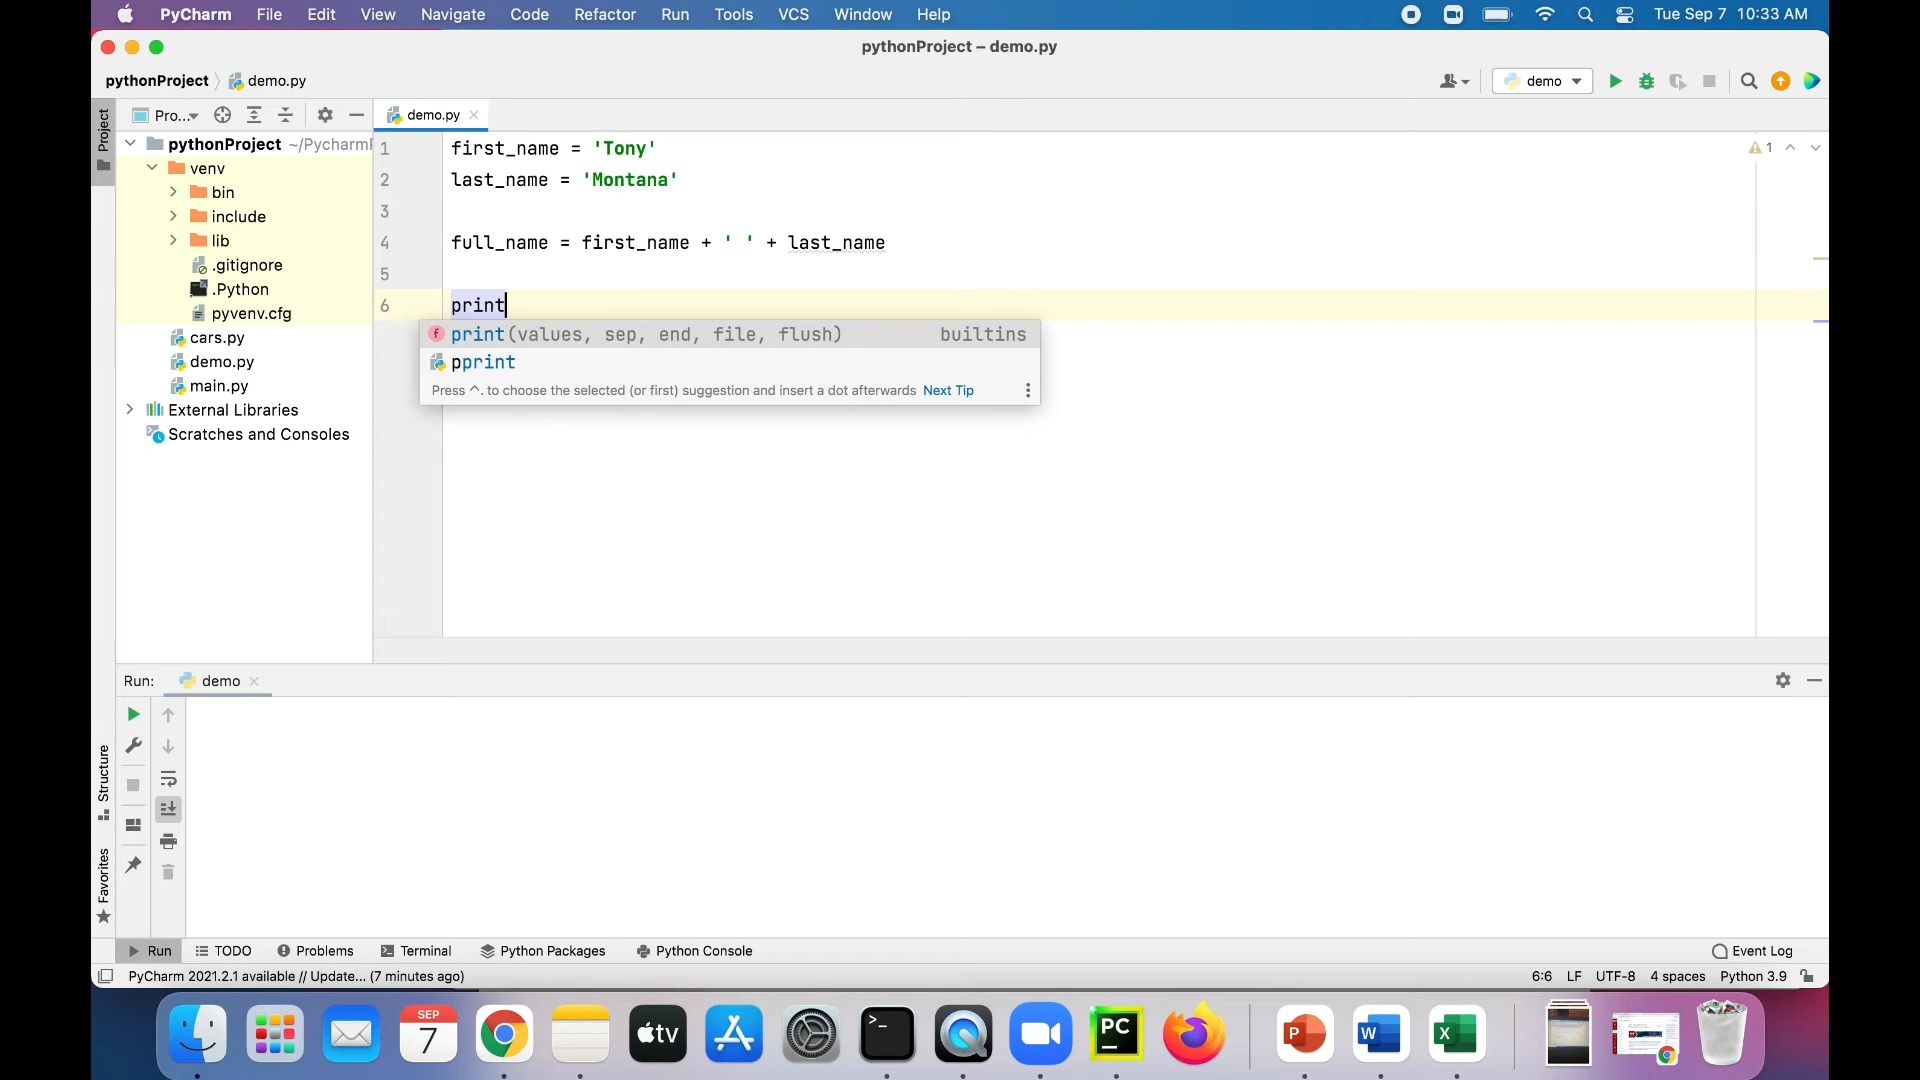 PyCharm File Edit View Navigate Code Refactor Run Tools VCS Window Help Tue Sep 7 10:33 AM
pythonProject – demo.py
pythonProject demo.py demo
Project Pro... demo.py
pythonProject ~/Pycharm
venv
bin
include
lib
.gitignore
.Python
pyvenv.cfg
cars.py
demo.py
main.py
External Libraries
Scratches and Consoles
1 first_name = 'Tony'
2 last_name = 'Montana'
3
4 full_name = first_name + ' ' + last_name
5
6 print
1
f print(values, sep, end, file, flush) builtins
pprint
Press ^. to choose the selected (or first) suggestion and insert a dot afterwards Next Tip
Run: demo
Structure
Favorites
Run TODO Problems Terminal Python Packages Python Console Event Log
PyCharm 2021.2.1 available // Update... (7 minutes ago) 6:6 LF UTF-8 4 spaces Python 3.9
SEP
7
tv
>_
PC
P
W
X